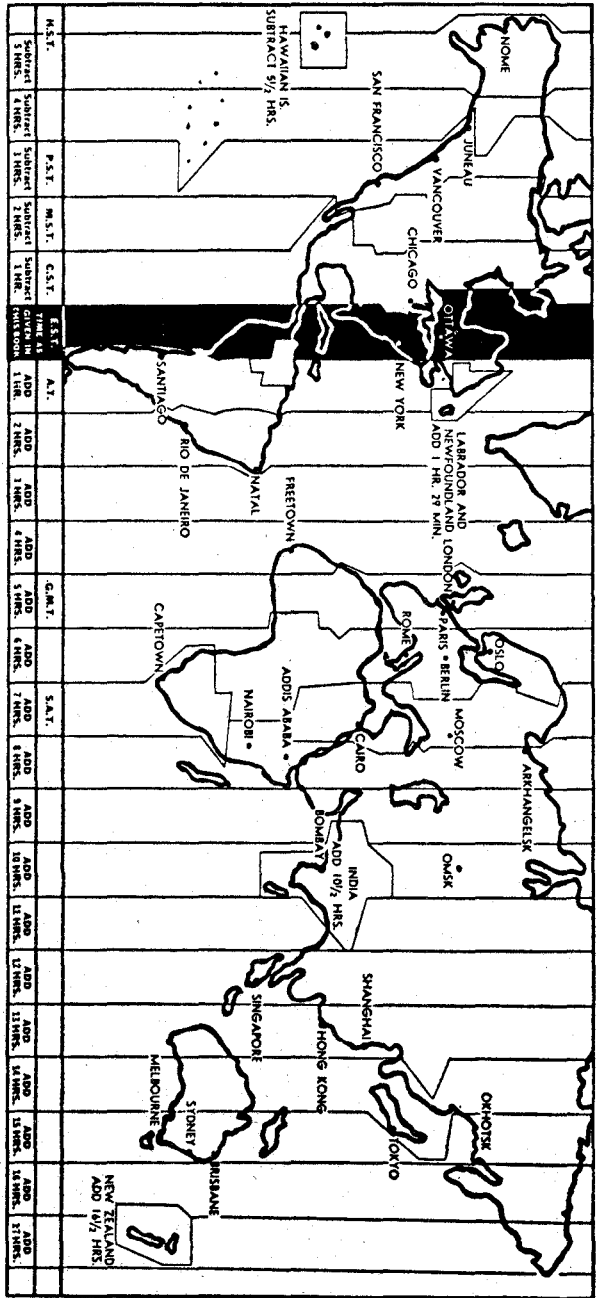 NOME
JUNEAU
VANCOUVER
SAN FRANCISCO
CHICAGO
OTTAWA
NEW YORK
HAWAIIAN IS.
SUBTRACT 5½ HRS.
LABRADOR AND
NEWFOUNDLAND
ADD 1 HR. 29 MIN.
SANTIAGO
RIO DE JANEIRO
NATAL
FREETOWN
LONDON
PARIS
BERLIN
OSLO
ROME
MOSCOW
ARKHANGELSK
CAIRO
ADDIS ABABA
NAIROBI
CAPETOWN
OMSK
INDIA
ADD 10½ HRS.
BOMBAY
SHANGHAI
HONG KONG
SINGAPORE
OKHOTSK
TOKYO
MELBOURNE
SYDNEY
BRISBANE
NEW ZEALAND
ADD 16½ HRS.
H.S.T.
P.S.T.
M.S.T.
C.S.T.
E.S.T.
A.T.
G.M.T.
S.A.T.
Subtract
5 HRS.
Subtract
4 HRS.
Subtract
3 HRS.
Subtract
2 HRS.
Subtract
1 HR.
TIME AS
GIVEN IN
THIS BOOK
ADD
1 HR.
ADD
2 HRS.
ADD
3 HRS.
ADD
4 HRS.
ADD
5 HRS.
ADD
6 HRS.
ADD
7 HRS.
ADD
8 HRS.
ADD
9 HRS.
ADD
10 HRS.
ADD
11 HRS.
ADD
12 HRS.
ADD
13 HRS.
ADD
14 HRS.
ADD
15 HRS.
ADD
16 HRS.
ADD
17 HRS.